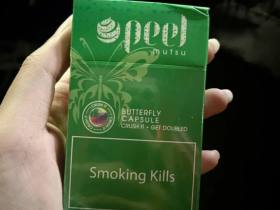 peel
mutsu
BUTTERFLY
CAPSULE
CRUSH IT • GET DOUBLED
Smoking Kills